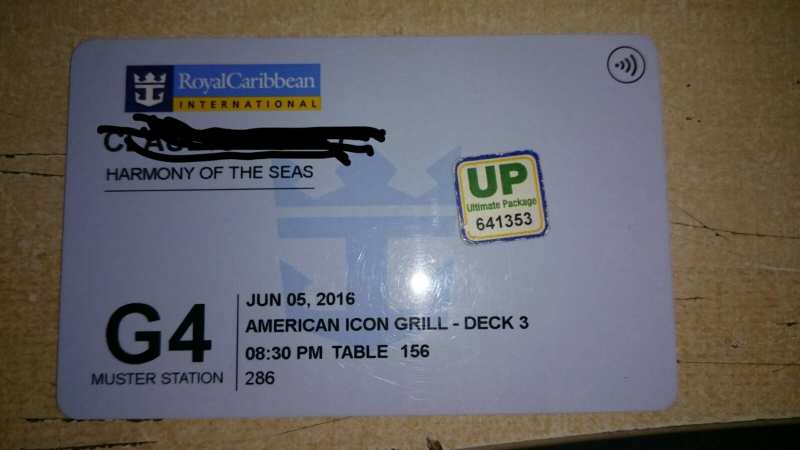 RoyalCaribbean
INTERNATIONAL
HARMONY OF THE SEAS
UP
Ultimate Package
641353
G4
MUSTER STATION
JUN 05, 2016
AMERICAN ICON GRILL - DECK 3
08:30 PM TABLE 156
286